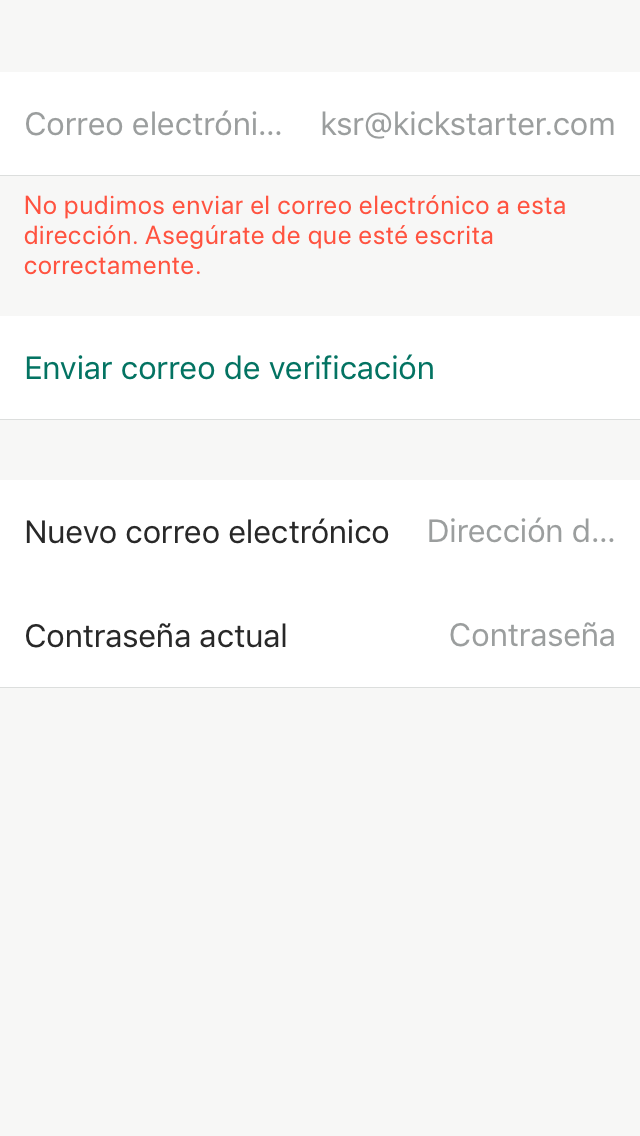 Correo electróni... ksr@kickstarter.com
No pudimos enviar el correo electrónico a esta
dirección. Asegúrate de que esté escrita
correctamente.
Enviar correo de verificación
Nuevo correo electrónico Dirección d...
Contraseña actual Contraseña